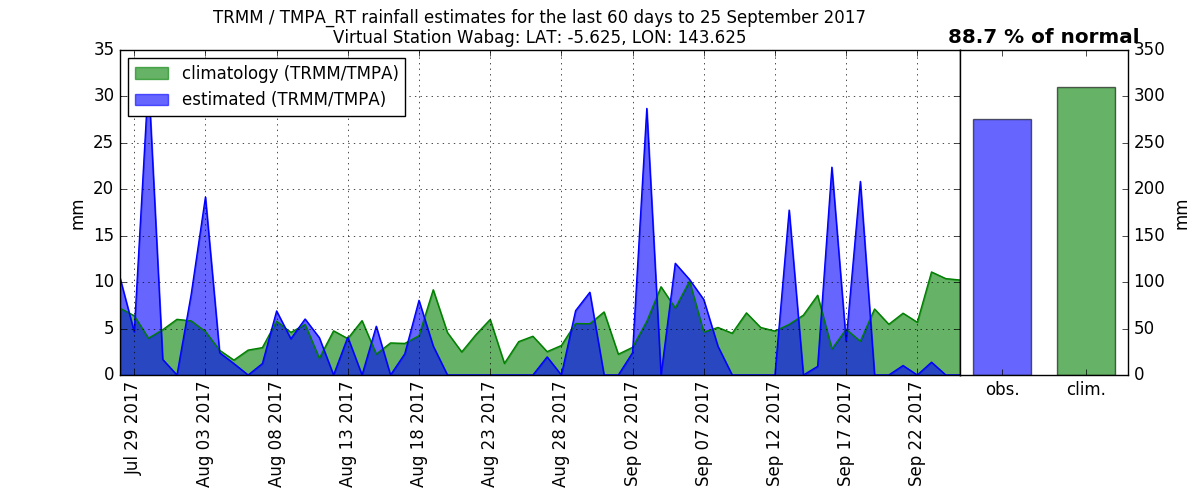 TRMM / TMPA_RT rainfall estimates for the last 60 days to 25 September 2017
Virtual Station Wabag: LAT: -5.625, LON: 143.625
88.7 % of normal
climatology (TRMM/TMPA)
estimated (TRMM/TMPA)
35
30
25
20
15
10
5
0
mm
350
300
250
200
150
100
50
0
mm
Jul 29 2017
Aug 03 2017
Aug 08 2017
Aug 13 2017
Aug 18 2017
Aug 23 2017
Aug 28 2017
Sep 02 2017
Sep 07 2017
Sep 12 2017
Sep 17 2017
Sep 22 2017
obs.
clim.